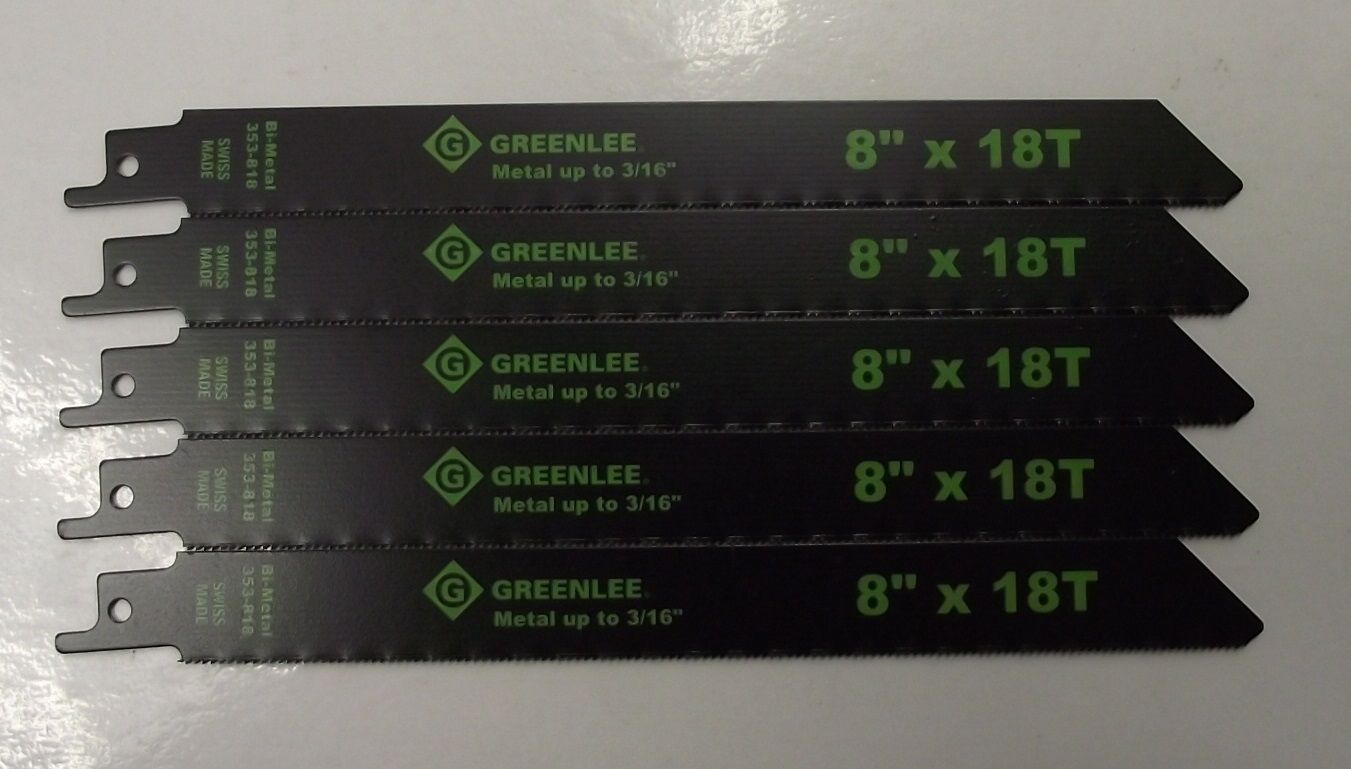 Bi-Metal
353-818
SWISS
MADE
G GREENLEE
Metal up to 3/16"
8" x 18T
Bi-Metal
353-818
SWISS
MADE
G GREENLEE
Metal up to 3/16"
8" x 18T
Bi-Metal
353-818
SWISS
MADE
G GREENLEE
Metal up to 3/16"
8" x 18T
Bi-Metal
353-818
SWISS
MADE
G GREENLEE
Metal up to 3/16"
8" x 18T
Bi-Metal
353-818
SWISS
MADE
G GREENLEE
Metal up to 3/16"
8" x 18T